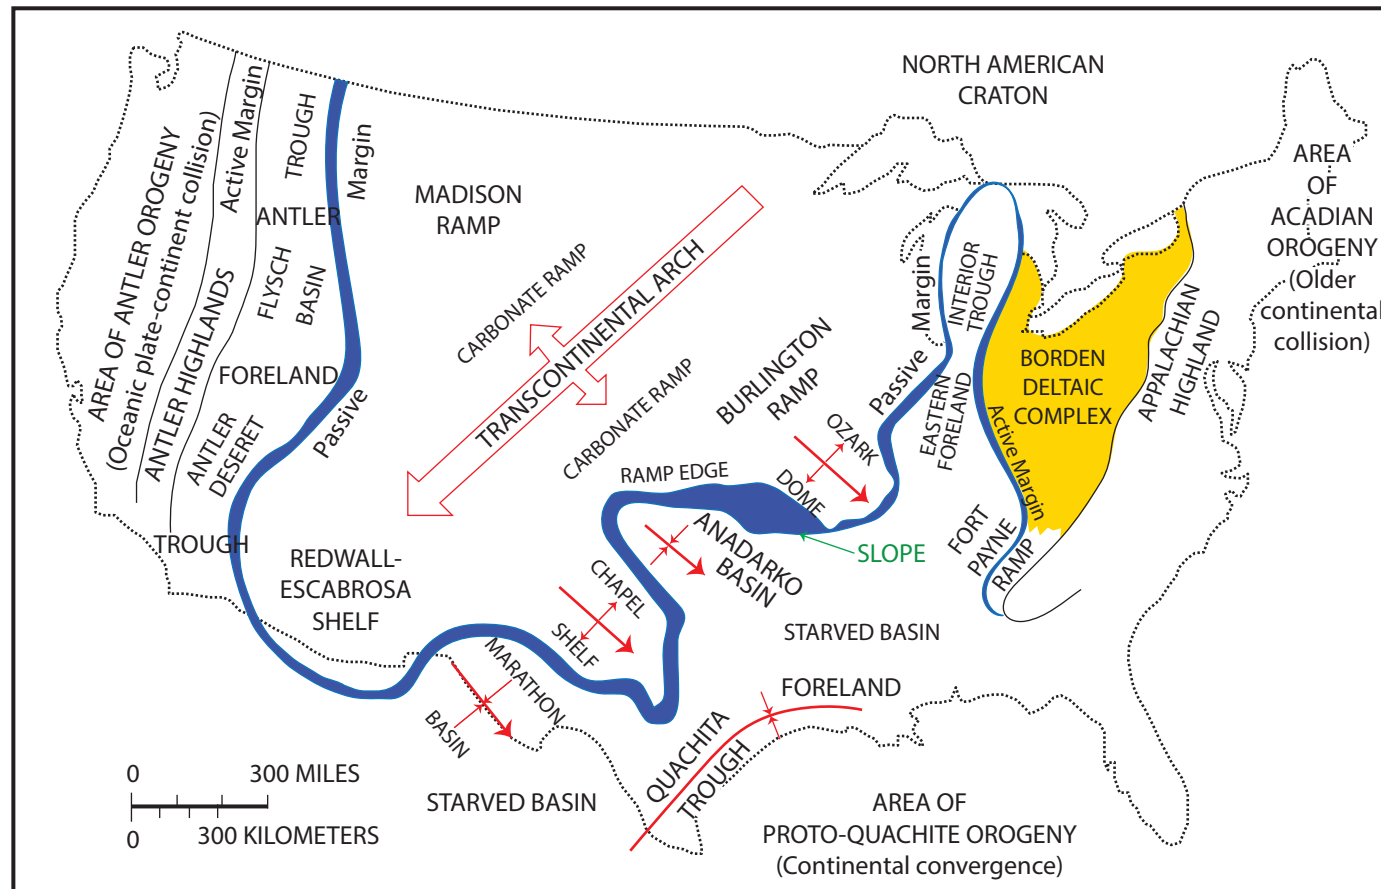 NORTH AMERICAN
CRATON
AREA
OF
ACADIAN
OROGENY
(Older
continental
collision)
AREA OF ANTLER OROGENY
(Oceanic plate-continent collision)
Active Margin
ANTLER HIGHLANDS
TROUGH
ANTLER
FLYSCH
BASIN
FORELAND
ANTLER
DESERET
TROUGH
Margin
Passive
MADISON
RAMP
CARBONATE RAMP
TRANSCONTINENTAL ARCH
CARBONATE RAMP
BURLINGTON
RAMP
OZARK
DOME
Passive
Margin
INTERIOR
TROUGH
EASTERN
FORELAND
Active Margin
BORDEN
DELTAIC
COMPLEX
APPALACHIAN
HIGHLAND
RAMP EDGE
SLOPE
ANADARKO
BASIN
FORT
PAYNE
RAMP
REDWALL-
ESCABROSA
SHELF
CHAPEL
SHELF
MARATHON
BASIN
STARVED BASIN
FORELAND
QUACHITA
TROUGH
STARVED BASIN
AREA OF
PROTO-QUACHITE OROGENY
(Continental convergence)
0 300 MILES
0 300 KILOMETERS